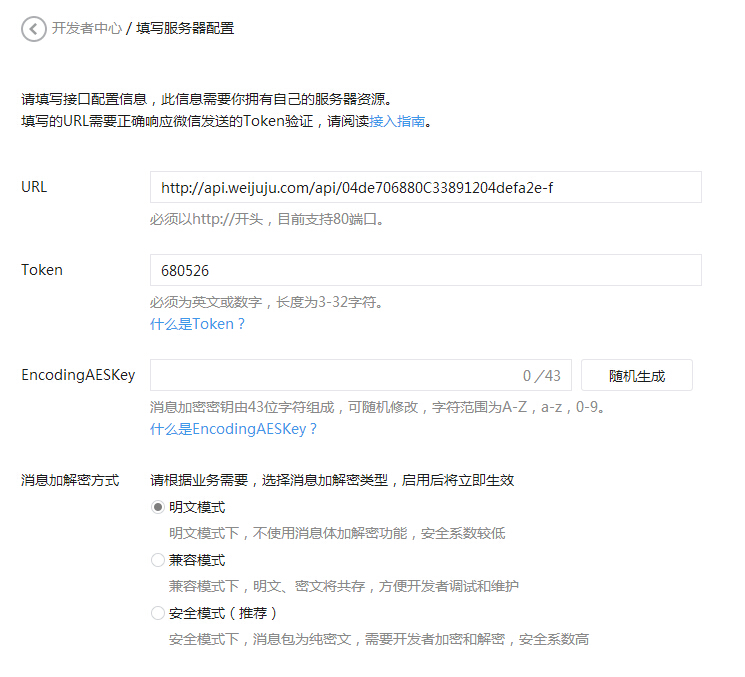 开发者中心 / 填写服务器配置
请填写接口配置信息，此信息需要你拥有自己的服务器资源。
填写的URL需要正确响应微信发送的Token验证，请阅读接入指南。
URL
http://api.weijuju.com/api/04de706880C33891204defa2e-f
必须以http://开头，目前支持80端口。
Token
680526
必须为英文或数字，长度为3-32字符。
什么是Token？
EncodingAESKey
0 /43
随机生成
消息加密密钥由43位字符组成，可随机修改，字符范围为A-Z，a-z，0-9。
什么是EncodingAESKey？
消息加解密方式
请根据业务需要，选择消息加解密类型，启用后将立即生效
明文模式
明文模式下，不使用消息体加解密功能，安全系数较低
兼容模式
兼容模式下，明文、密文将共存，方便开发者调试和维护
安全模式（推荐）
安全模式下，消息包为纯密文，需要开发者加密和解密，安全系数高